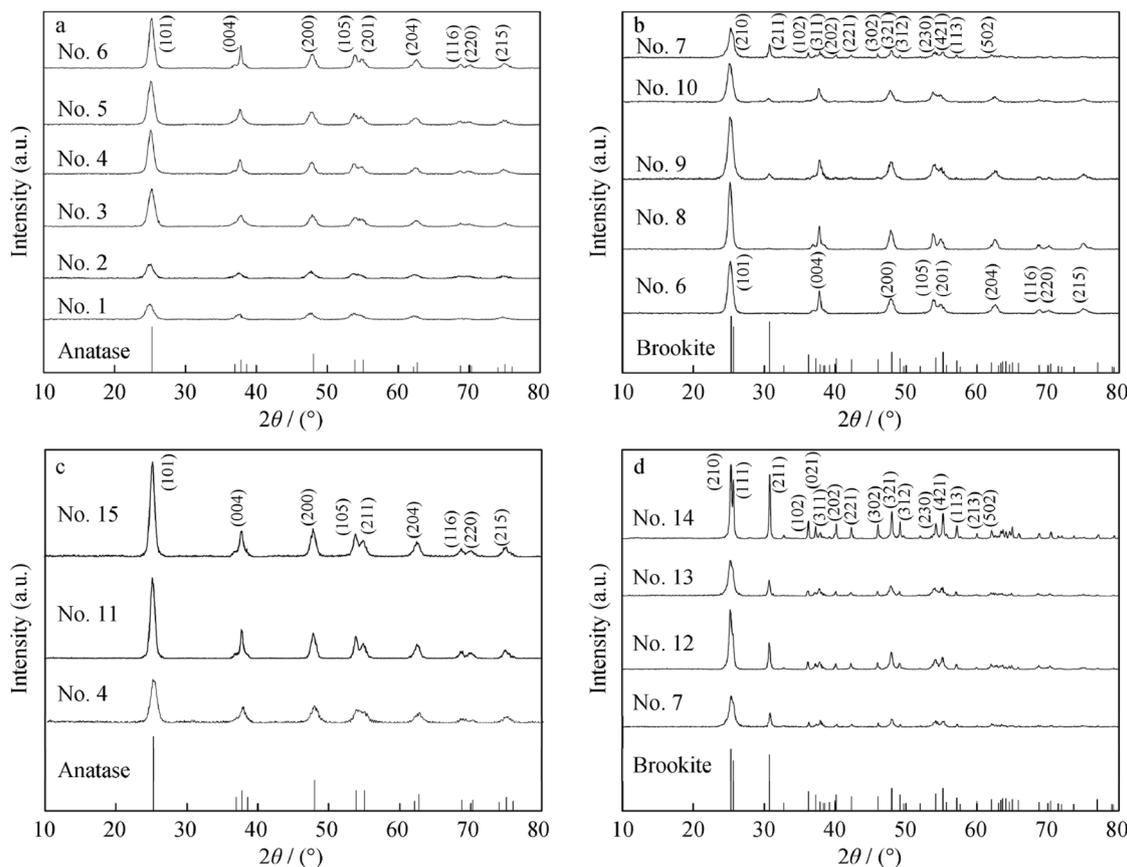 a
No. 6
(101)
(004)
(200)
(105)
(201)
(204)
(116)
(220)
(215)
No. 5
No. 4
No. 3
No. 2
No. 1
Anatase
Intensity (a.u.)
10 20 30 40 50 60 70 80
2θ / (°)
b
No. 7
(210)
(211)
(102)
(311)
(202)
(221)
(302)
(321)
(312)
(230)
(421)
(113)
(502)
No. 10
No. 9
No. 8
No. 6
(101)
(004)
(200)
(105)
(201)
(204)
(116)
(220)
(215)
Brookite
Intensity (a.u.)
10 20 30 40 50 60 70 80
2θ / (°)
c
No. 15
(101)
(004)
(200)
(105)
(211)
(204)
(116)
(220)
(215)
No. 11
No. 4
Anatase
Intensity (a.u.)
10 20 30 40 50 60 70 80
2θ / (°)
d
No. 14
(210)
(111)
(211)
(102)
(021)
(311)
(202)
(221)
(302)
(321)
(312)
(230)
(421)
(113)
(213)
(502)
No. 13
No. 12
No. 7
Brookite
Intensity (a.u.)
10 20 30 40 50 60 70 80
2θ / (°)